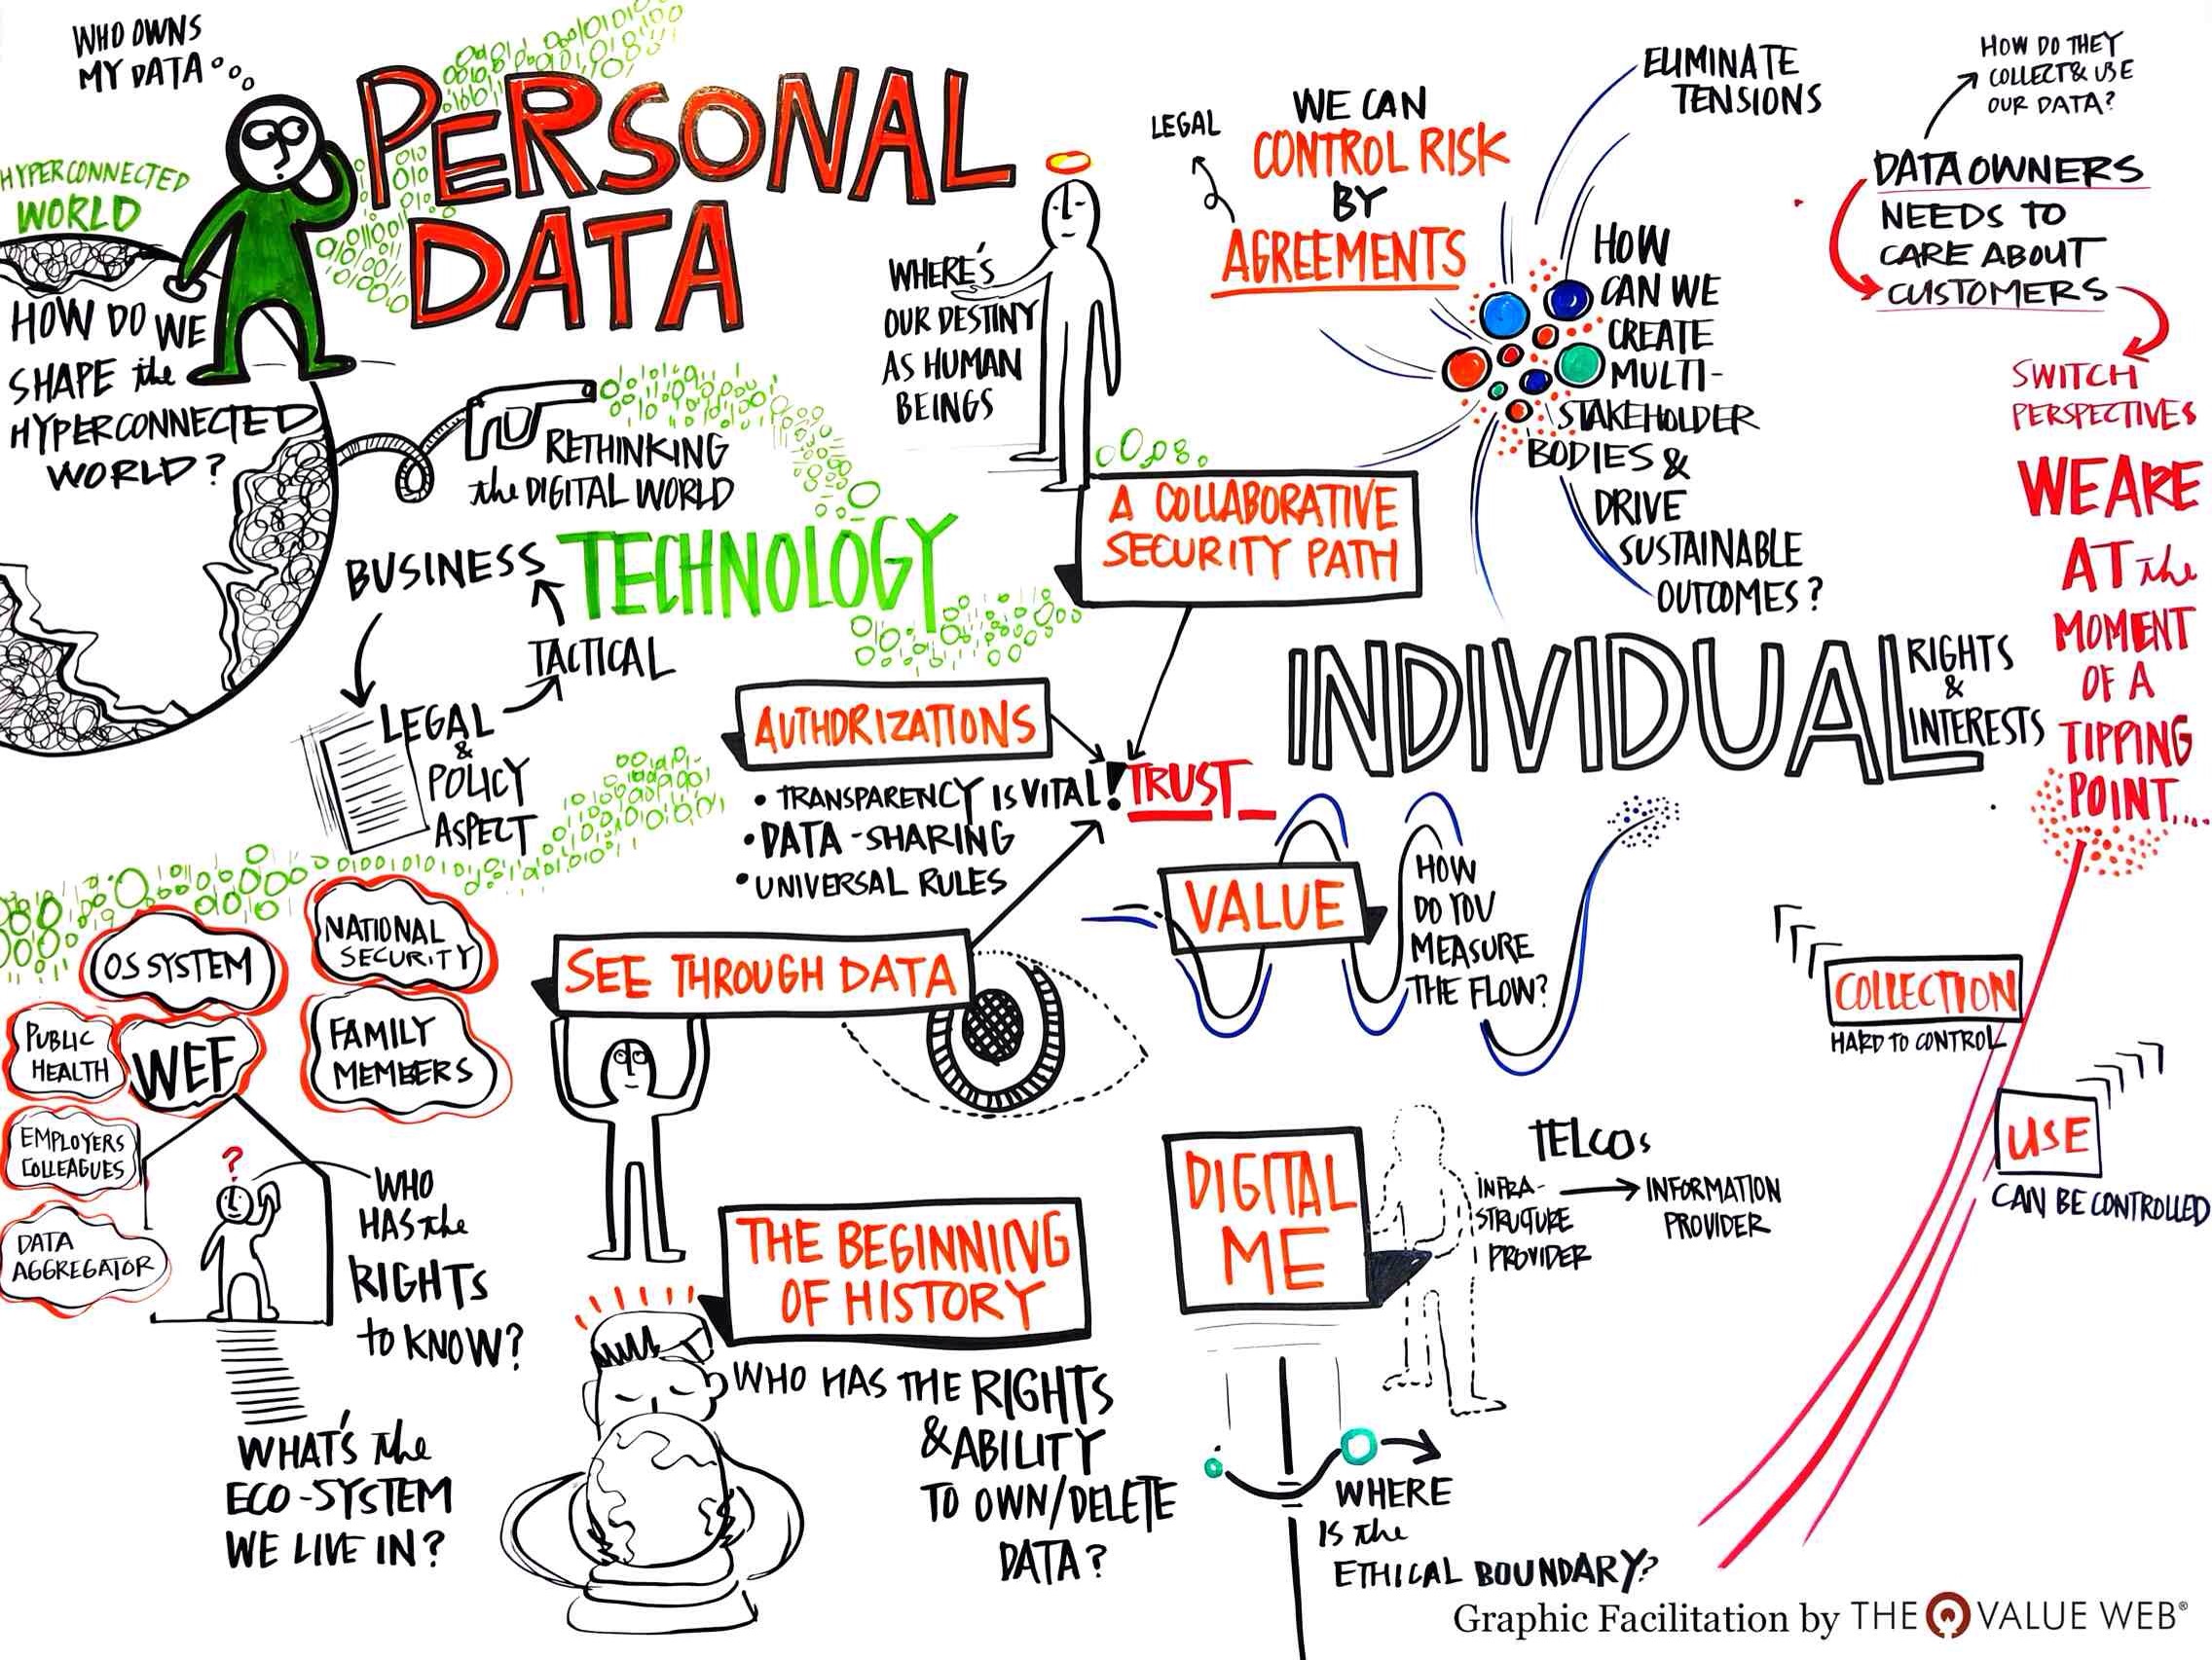 WHO OWNS
MY DATA
HYPERCONNECTED
WORLD
HOW DO WE
SHAPE the
HYPERCONNECTED
WORLD?
PERSONAL
DATA
RETHINKING
the DIGITAL WORLD
BUSINESS
TECHNOLOGY
TACTICAL
LEGAL
&
POLICY
ASPECT
WHERE'S
OUR DESTINY
AS HUMAN
BEINGS
LEGAL
WE CAN
CONTROL RISK
BY
AGREEMENTS
A COLLABORATIVE
SECURITY PATH
ELIMINATE
TENSIONS
HOW
CAN WE
CREATE
MULTI-
STAKEHOLDER
BODIES &
DRIVE
SUSTAINABLE
OUTCOMES?
HOW DO THEY
COLLECT & USE
OUR DATA?
DATA OWNERS
NEEDS TO
CARE ABOUT
CUSTOMERS
SWITCH
PERSPECTIVES
WE ARE
AT the
MOMENT
OF A
TIPPING
POINT....
INDIVIDUAL
RIGHTS
&
INTERESTS
AUTHORIZATIONS
• TRANSPARENCY IS VITAL!
• DATA-SHARING
• UNIVERSAL RULES
TRUST
SEE THROUGH DATA
VALUE
HOW
DO YOU
MEASURE
THE FLOW?
COLLECTION
HARD TO CONTROL
USE
CAN BE CONTROLLED
OS SYSTEM
NATIONAL
SECURITY
PUBLIC
HEALTH
WEF
FAMILY
MEMBERS
EMPLOYERS
COLLEAGUES
DATA
AGGREGATOR
?
WHO
HAS the
RIGHTS
to KNOW?
WHAT'S the
ECO-SYSTEM
WE LIVE IN?
THE BEGINNING
OF HISTORY
WHO HAS THE RIGHTS
& ABILITY
TO OWN/DELETE
DATA?
DIGITAL
ME
TELCOs
INFRA-
STRUCTURE
PROVIDER
INFORMATION
PROVIDER
WHERE
IS the
ETHICAL BOUNDARY?
Graphic Facilitation by THE VALUE WEB®